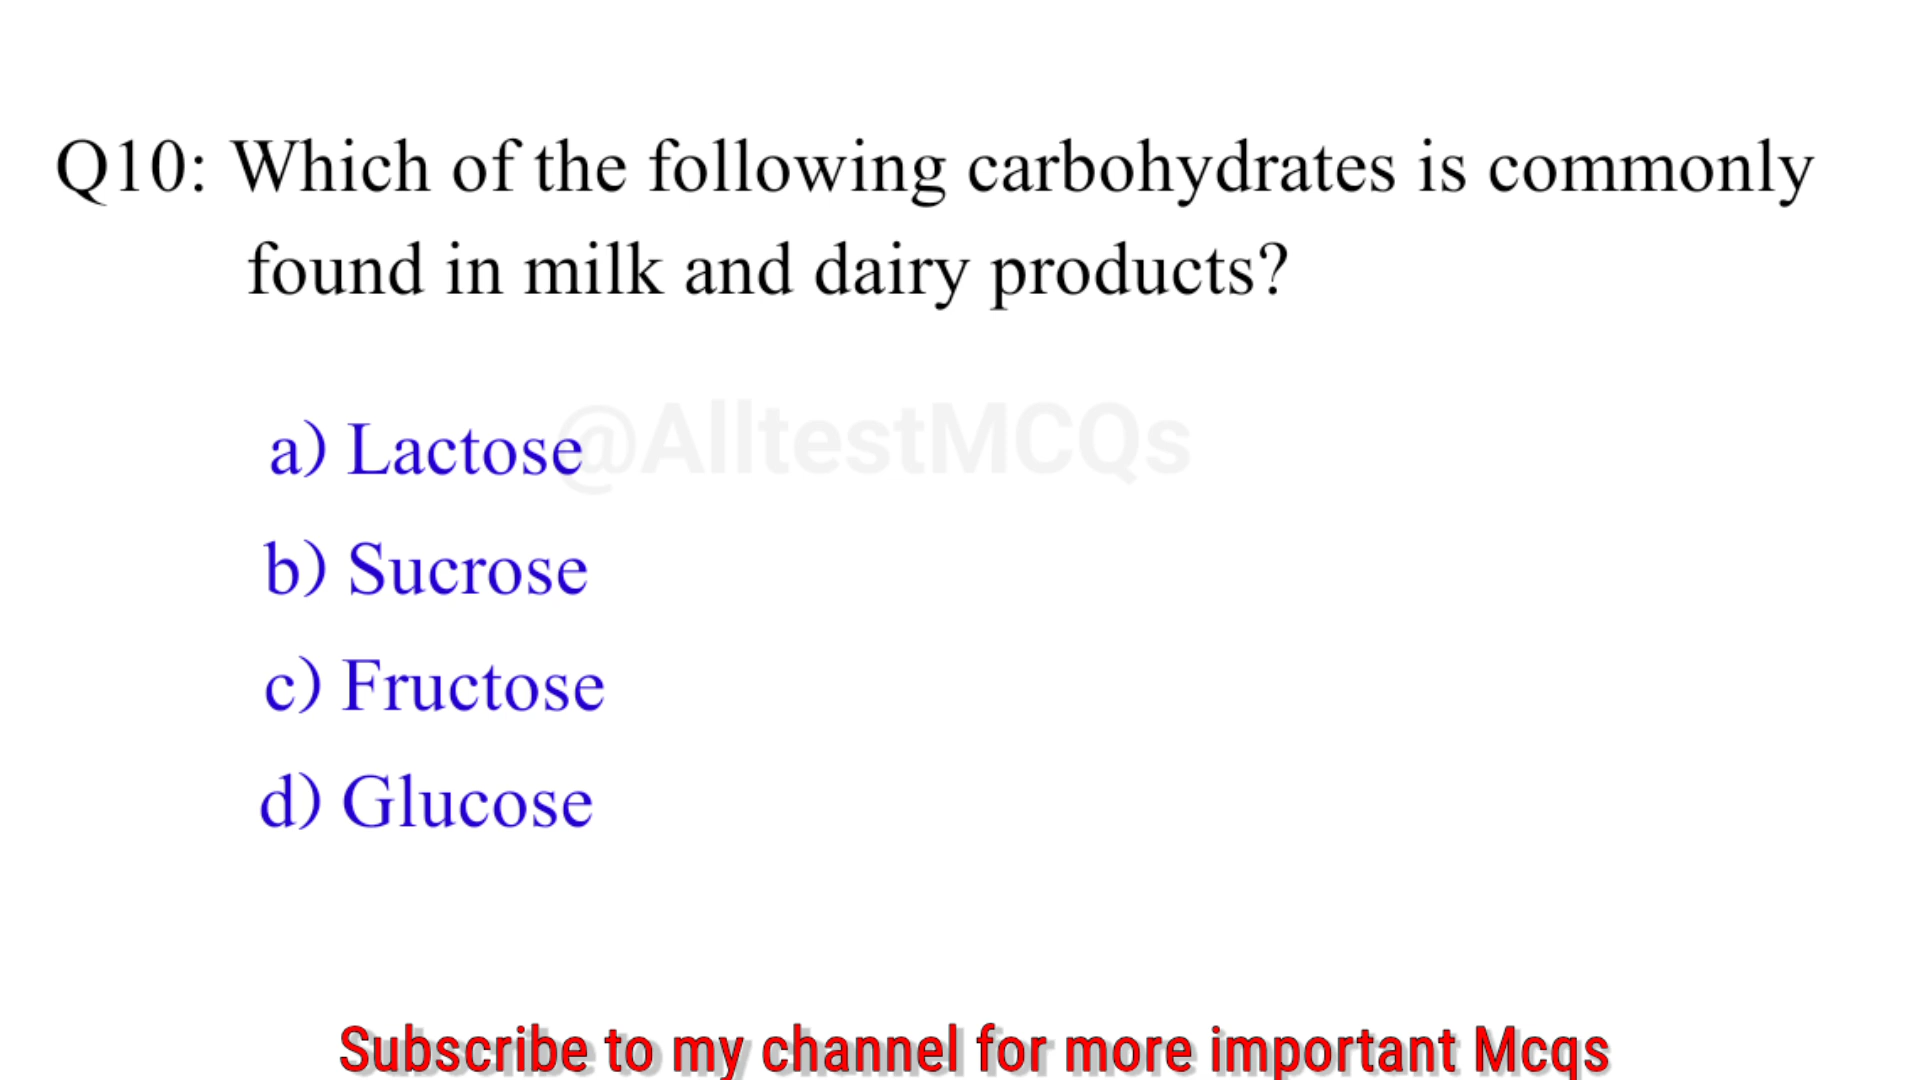 Q10: Which of the following carbohydrates is commonly
found in milk and dairy products?
@AlltestMCQs
a) Lactose
b) Sucrose
c) Fructose
d) Glucose
Subscribe to my channel for more important Mcqs